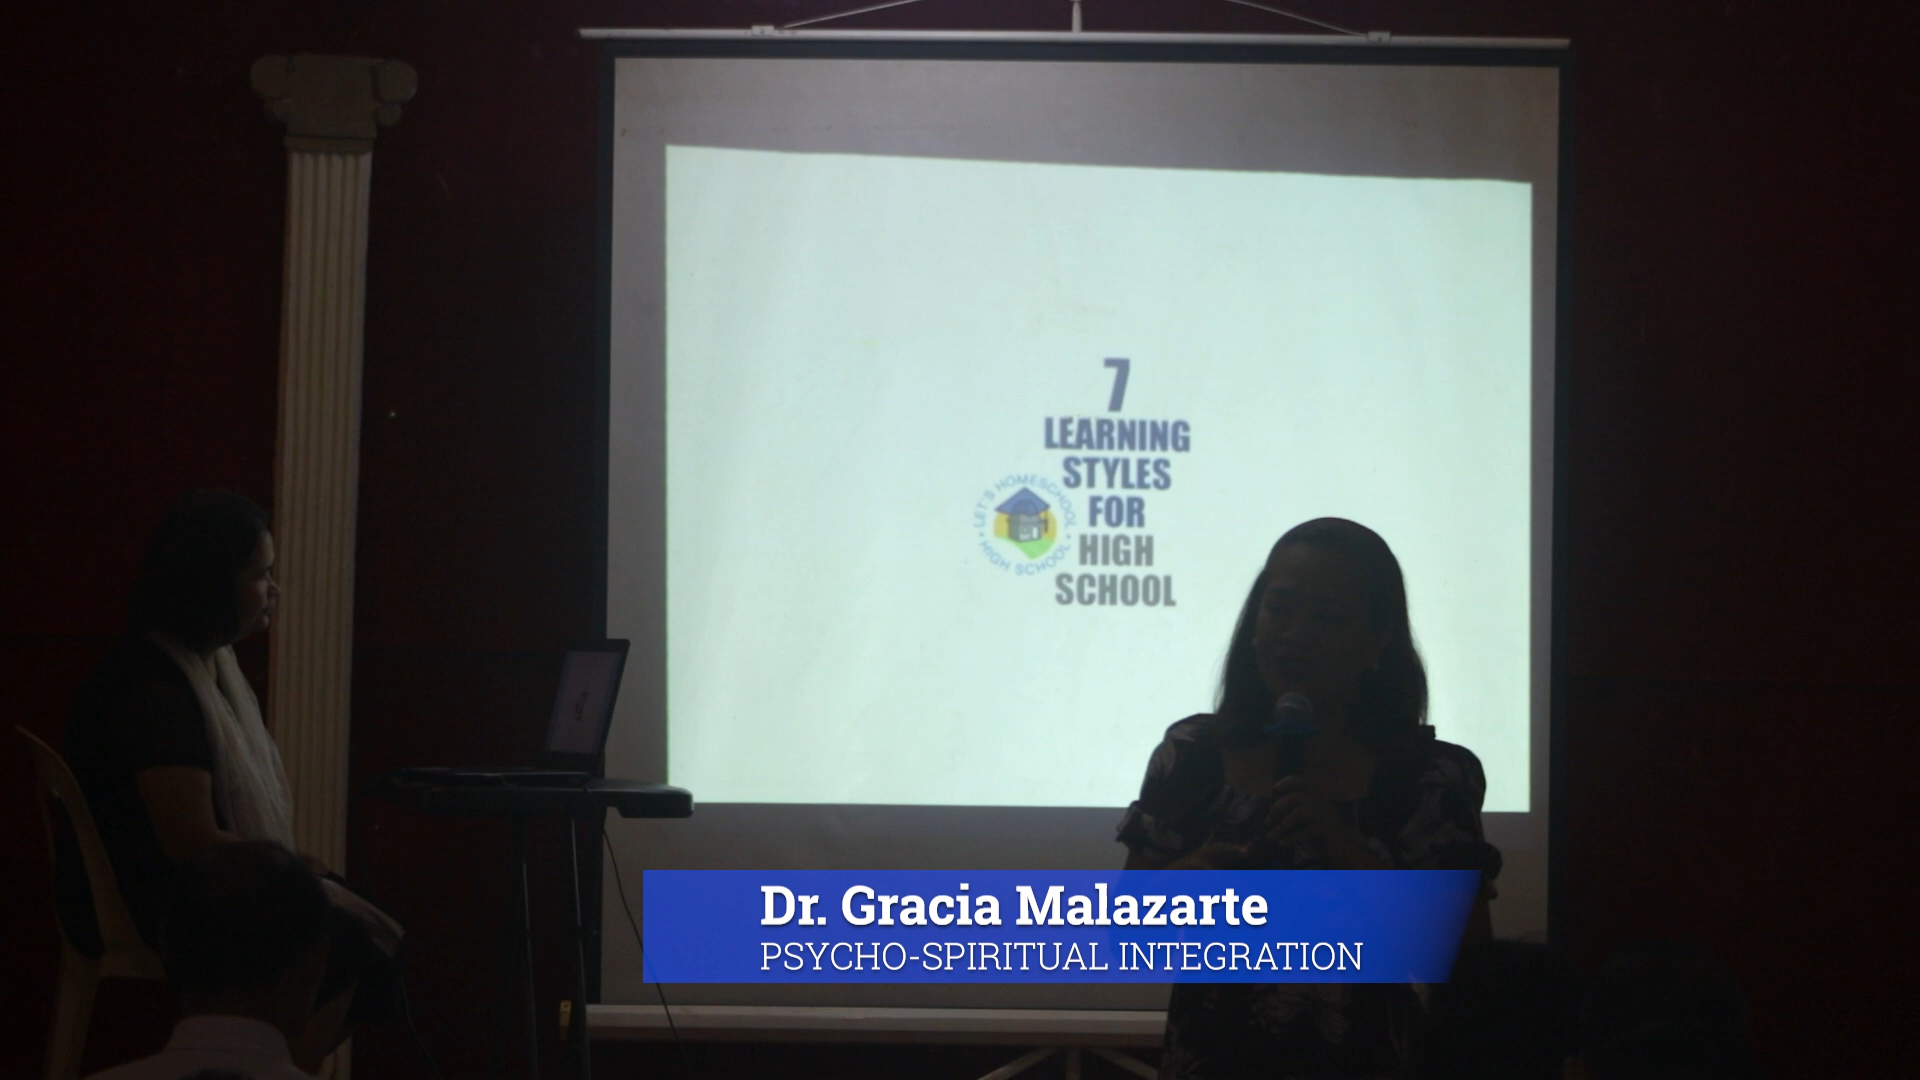 7
LEARNING
STYLES
FOR
HIGH
SCHOOL
LET'S HOMESCHOOL
HIGH SCHOOL
Dr. Gracia Malazarte
PSYCHO-SPIRITUAL INTEGRATION